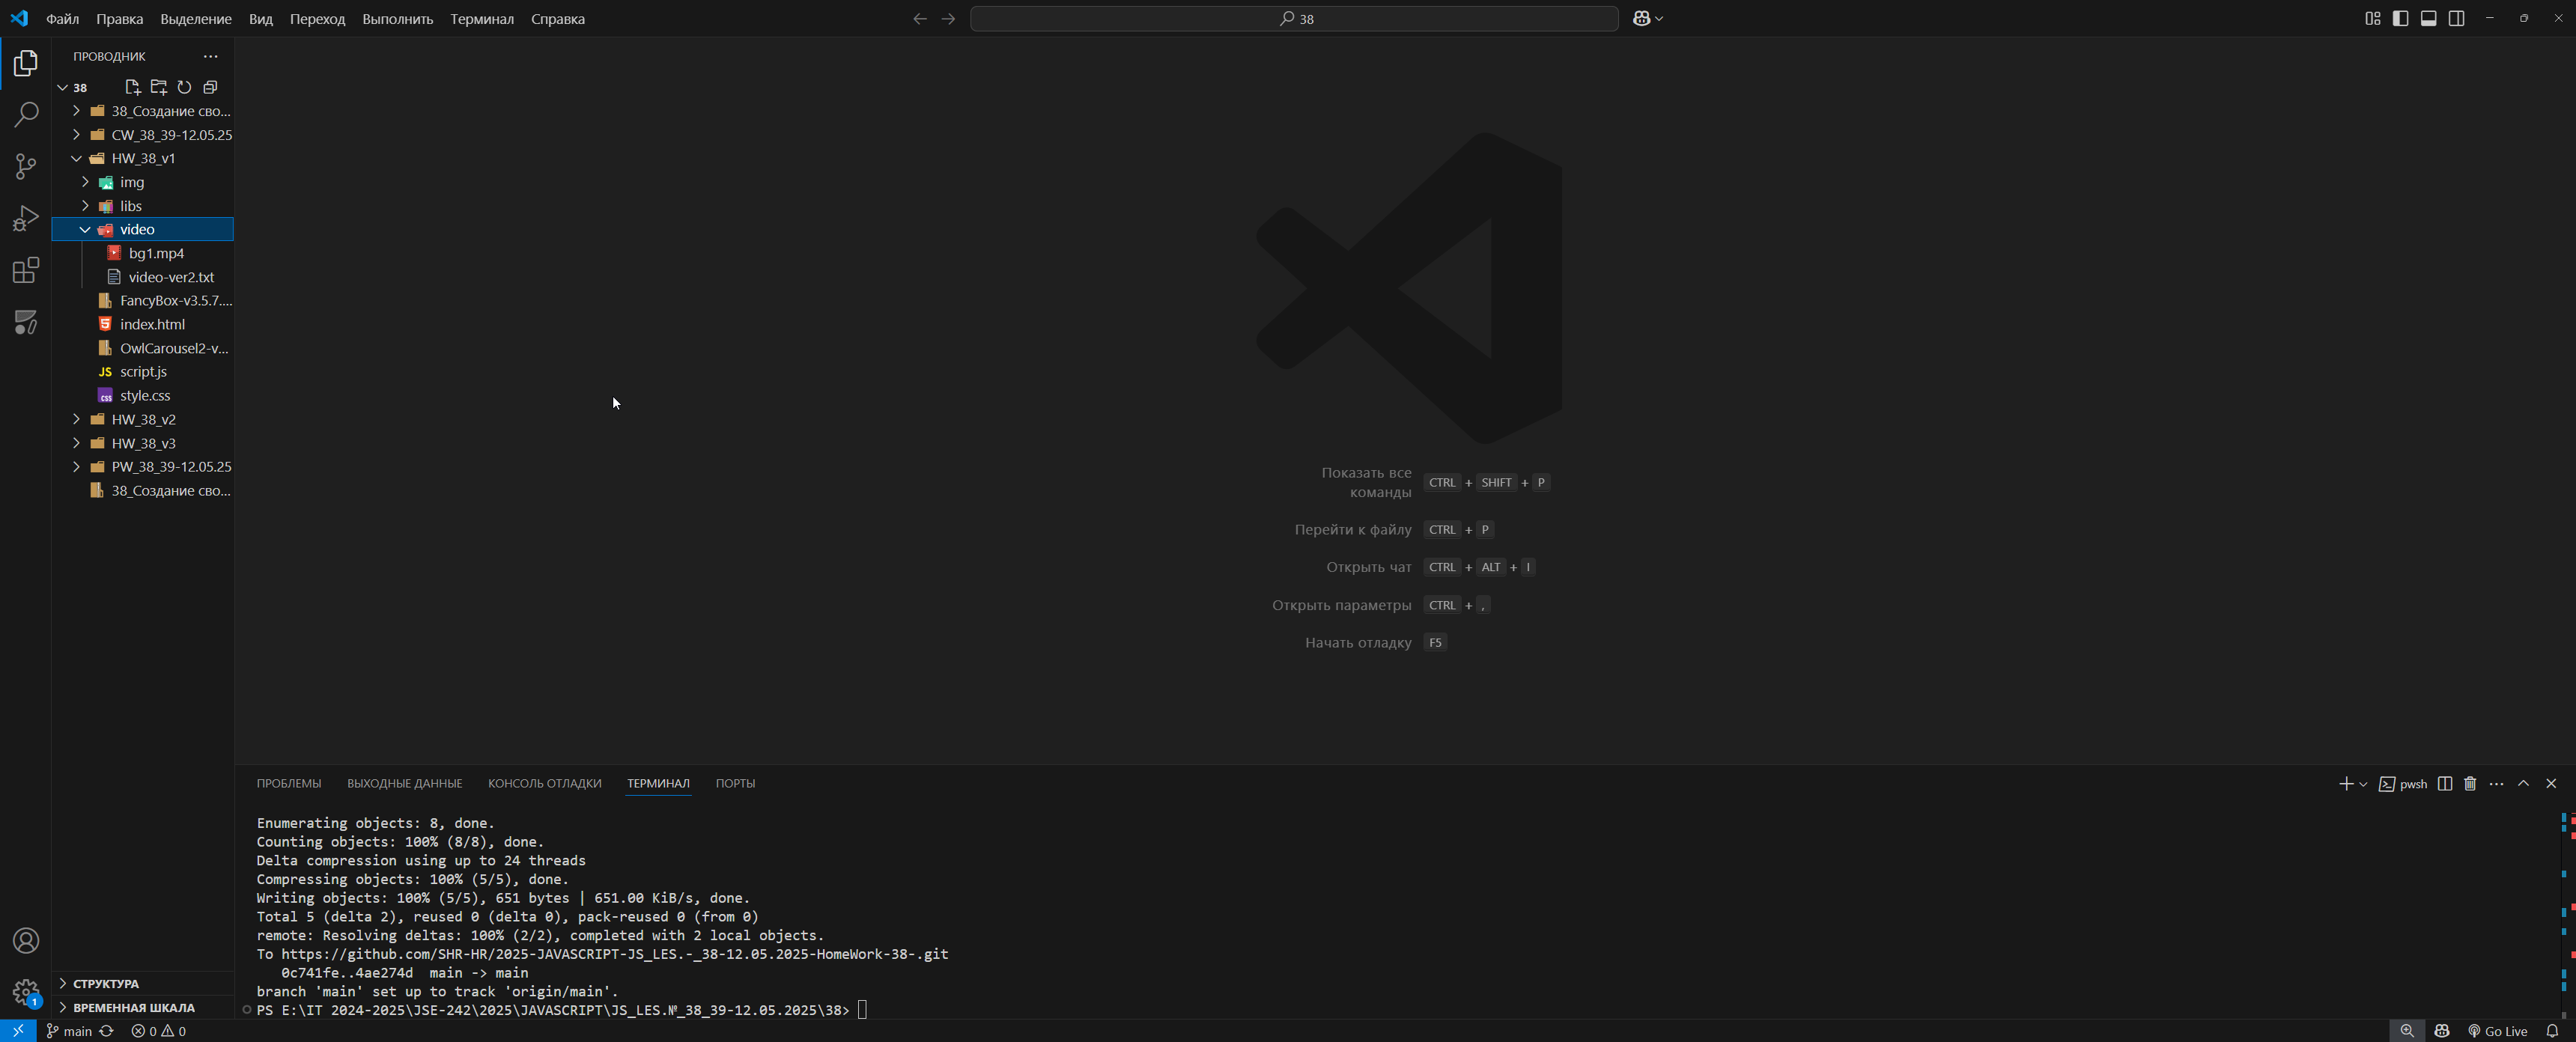 Файл Правка Выделение Вид Переход Выполнить Терминал Справка
38
ПРОВОДНИК
38
38_Создание сво...
CW_38_39-12.05.25
HW_38_v1
img
libs
video
bg1.mp4
video-ver2.txt
FancyBox-v3.5.7....
index.html
OwlCarousel2-v...
JS script.js
style.css
HW_38_v2
HW_38_v3
PW_38_39-12.05.25
38_Создание сво...
Показать все команды CTRL + SHIFT + P
Перейти к файлу CTRL + P
Открыть чат CTRL + ALT + I
Открыть параметры CTRL + ,
Начать отладку F5
ПРОБЛЕМЫ ВЫХОДНЫЕ ДАННЫЕ КОНСОЛЬ ОТЛАДКИ ТЕРМИНАЛ ПОРТЫ
pwsh
Enumerating objects: 8, done.
Counting objects: 100% (8/8), done.
Delta compression using up to 24 threads
Compressing objects: 100% (5/5), done.
Writing objects: 100% (5/5), 651 bytes | 651.00 KiB/s, done.
Total 5 (delta 2), reused 0 (delta 0), pack-reused 0 (from 0)
remote: Resolving deltas: 100% (2/2), completed with 2 local objects.
To https://github.com/SHR-HR/2025-JAVASCRIPT-JS_LES.-_38-12.05.2025-HomeWork-38-.git
0c741fe..4ae274d main -> main
branch 'main' set up to track 'origin/main'.
PS E:\IT 2024-2025\JSE-242\2025\JAVASCRIPT\JS_LES.№_38_39-12.05.2025\38>
СТРУКТУРА
ВРЕМЕННАЯ ШКАЛА
1
main 0 0
Go Live